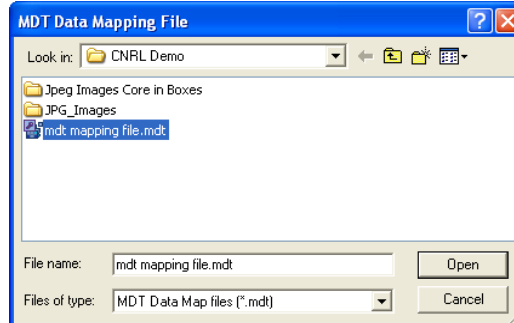 MDT Data Mapping File
Look in: CNRL Demo
Jpeg Images Core in Boxes
JPG_Images
mdt mapping file.mdt
File name: mdt mapping file.mdt Open
Files of type: MDT Data Map files (*.mdt) Cancel